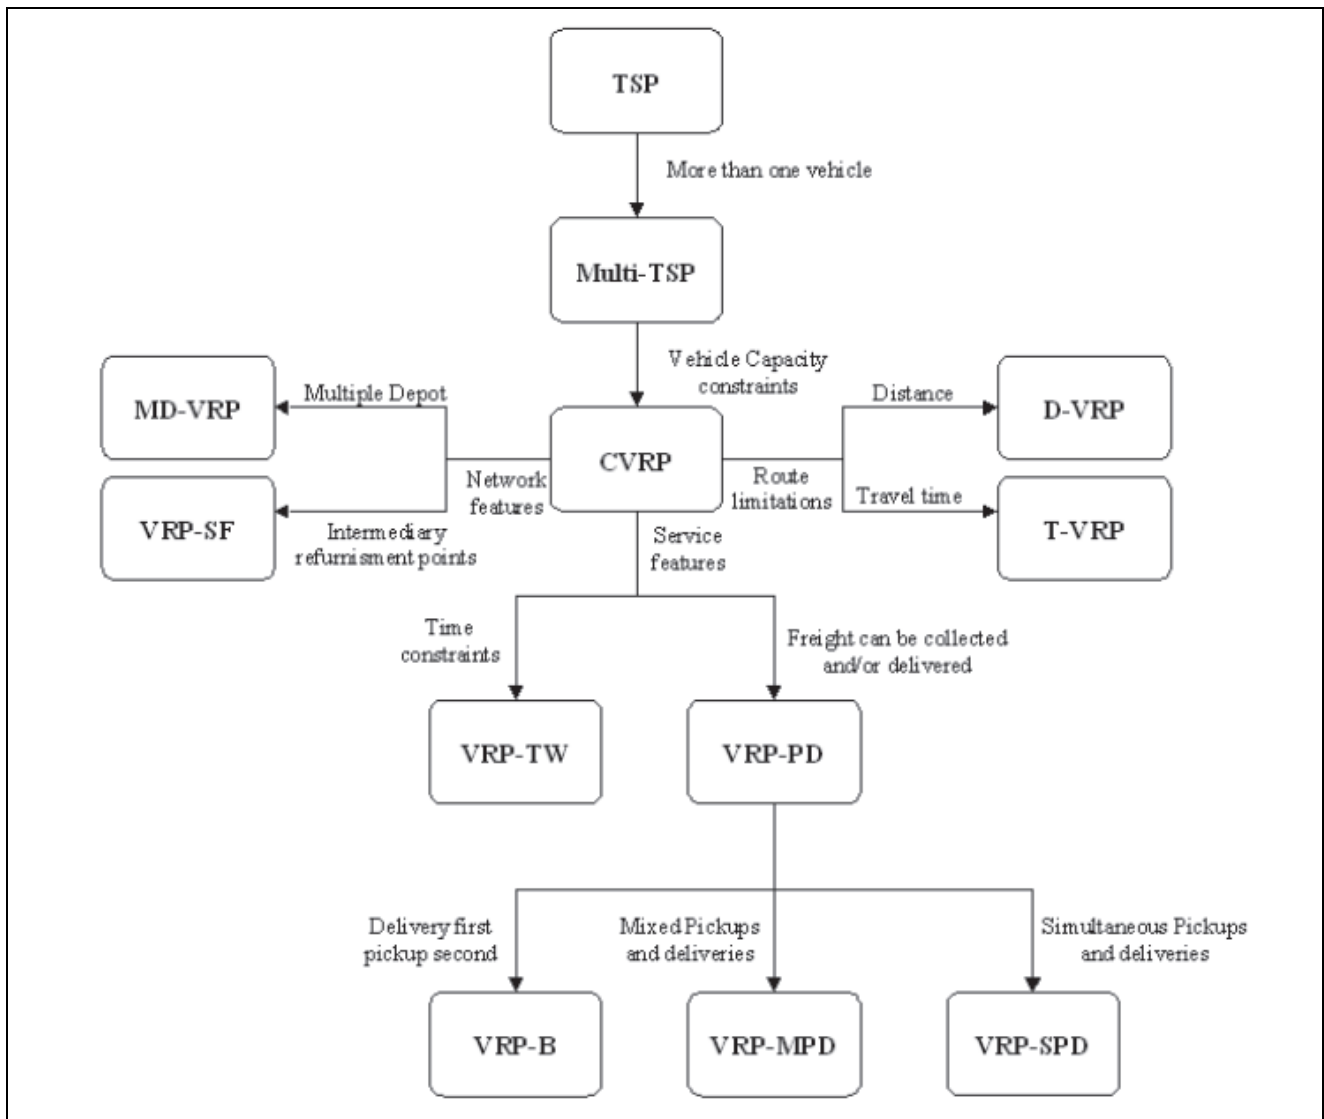 TSP
More than one vehicle
Multi-TSP
Vehicle Capacity
constraints
MD-VRP
Multiple Depot
Distance
D-VRP
CVRP
Network
features
Route
limitations
VRP-SF
Intermediary
refurnisment points
Travel time
T-VRP
Service
features
Time
constraints
Freight can be collected
and/or delivered
VRP-TW
VRP-PD
Delivery first
pickup second
Mixed Pickups
and deliveries
Simultaneous Pickups
and deliveries
VRP-B
VRP-MPD
VRP-SPD